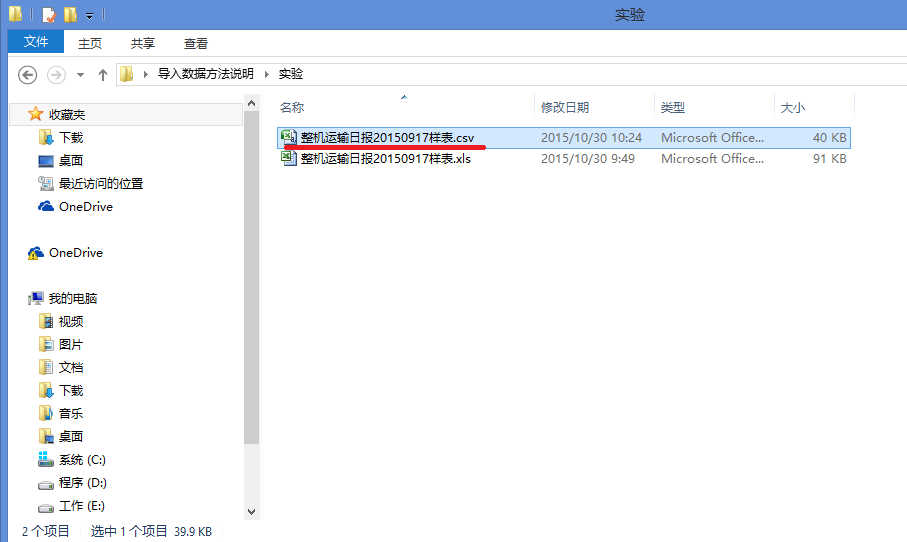 实验
文件 主页 共享 查看
导入数据方法说明 实验
名称 修改日期 类型 大小
整机运输日报20150917样表.csv 2015/10/30 10:24 Microsoft Office... 40 KB
整机运输日报20150917样表.xls 2015/10/30 9:49 Microsoft Office... 91 KB
收藏夹
下载
桌面
最近访问的位置
OneDrive
OneDrive
我的电脑
视频
图片
文档
下载
音乐
桌面
系统 (C:)
程序 (D:)
工作 (E:)
2 个项目 选中 1 个项目 39.9 KB